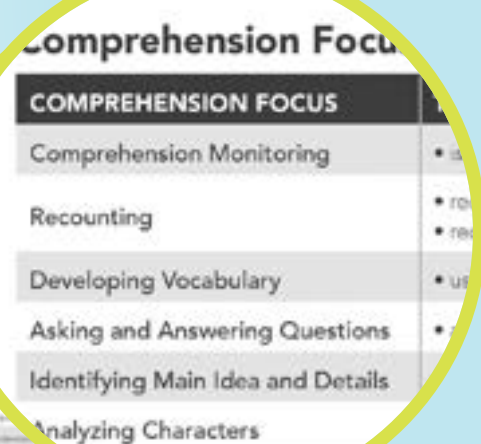 Comprehension Focu
COMPREHENSION FOCUS
Comprehension Monitoring
Recounting
Developing Vocabulary
Asking and Answering Questions
Identifying Main Idea and Details
Analyzing Characters